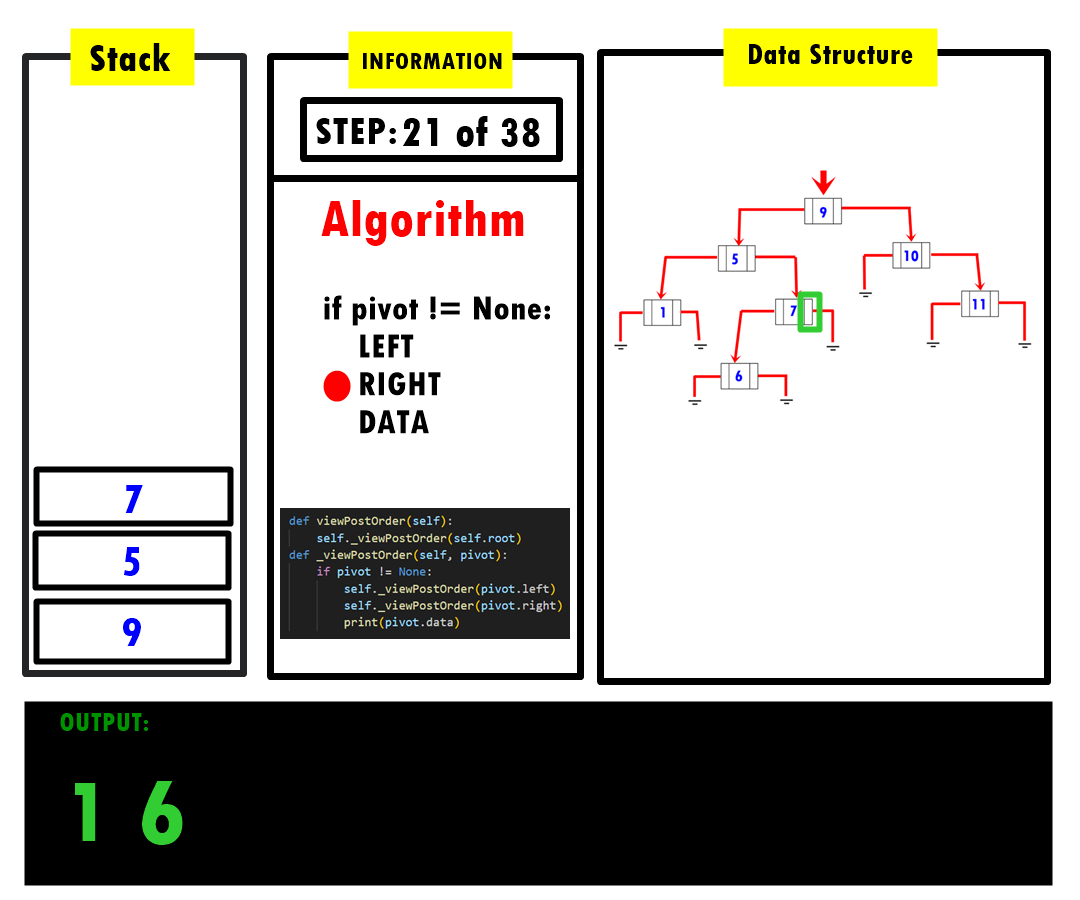 Stack
7
5
9
INFORMATION
STEP: 21 of 38
Algorithm
if pivot != None:
LEFT
RIGHT
DATA
def viewPostOrder(self):
    self._viewPostOrder(self.root)
def _viewPostOrder(self, pivot):
    if pivot != None:
        self._viewPostOrder(pivot.left)
        self._viewPostOrder(pivot.right)
        print(pivot.data)
Data Structure
9
5
10
1
7
11
6
OUTPUT:
1 6